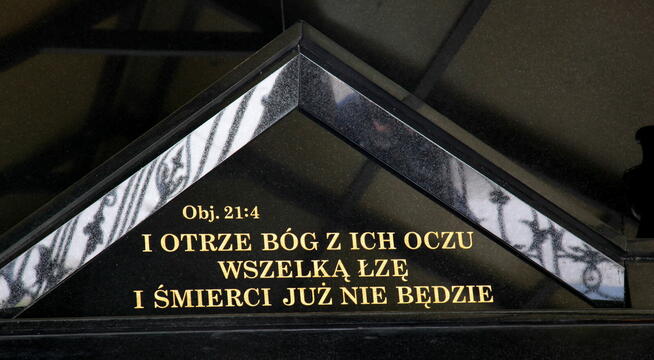 Obj. 21:4
I OTRZE BÓG Z ICH OCZU
WSZELKĄ ŁZĘ
I ŚMIERCI JUŻ NIE BĘDZIE